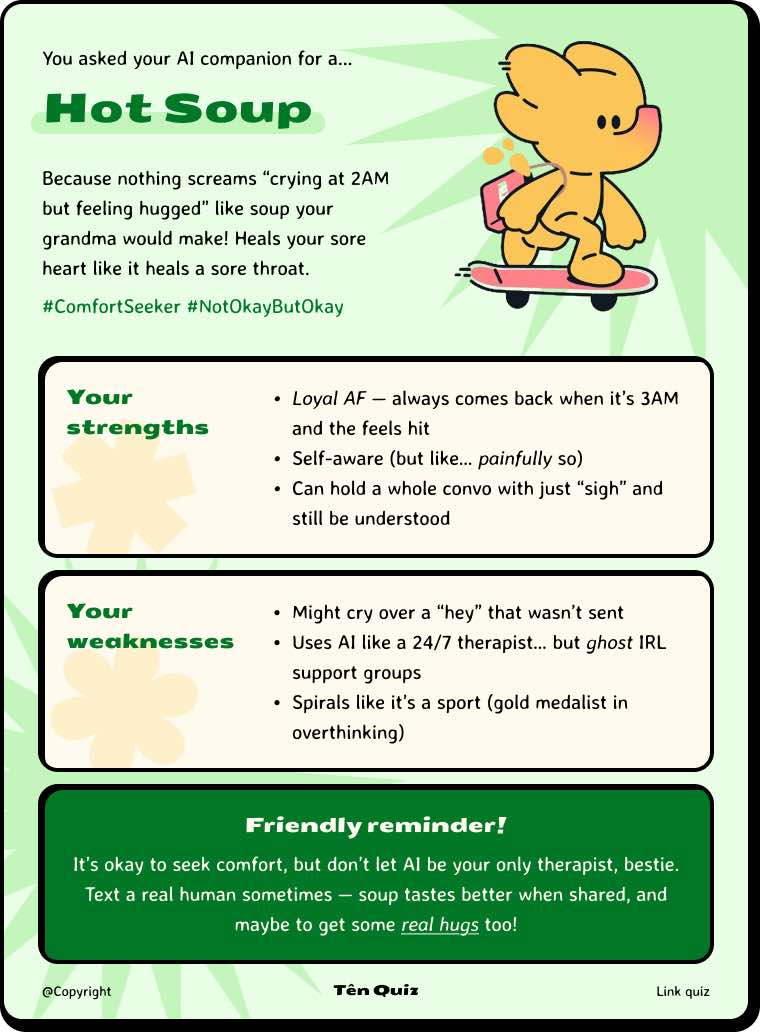 You asked your AI companion for a...
Hot Soup
Because nothing screams “crying at 2AM
but feeling hugged” like soup your
grandma would make! Heals your sore
heart like it heals a sore throat.
#ComfortSeeker #NotOkayButOkay
Your
strengths
• Loyal AF — always comes back when it’s 3AM
and the feels hit
• Self-aware (but like... painfully so)
• Can hold a whole convo with just “sigh” and
still be understood
Your
weaknesses
• Might cry over a “hey” that wasn’t sent
• Uses AI like a 24/7 therapist... but ghost IRL
support groups
• Spirals like it’s a sport (gold medalist in
overthinking)
Friendly reminder!
It’s okay to seek comfort, but don’t let AI be your only therapist, bestie.
Text a real human sometimes — soup tastes better when shared, and
maybe to get some real hugs too!
@Copyright
Tên Quiz
Link quiz